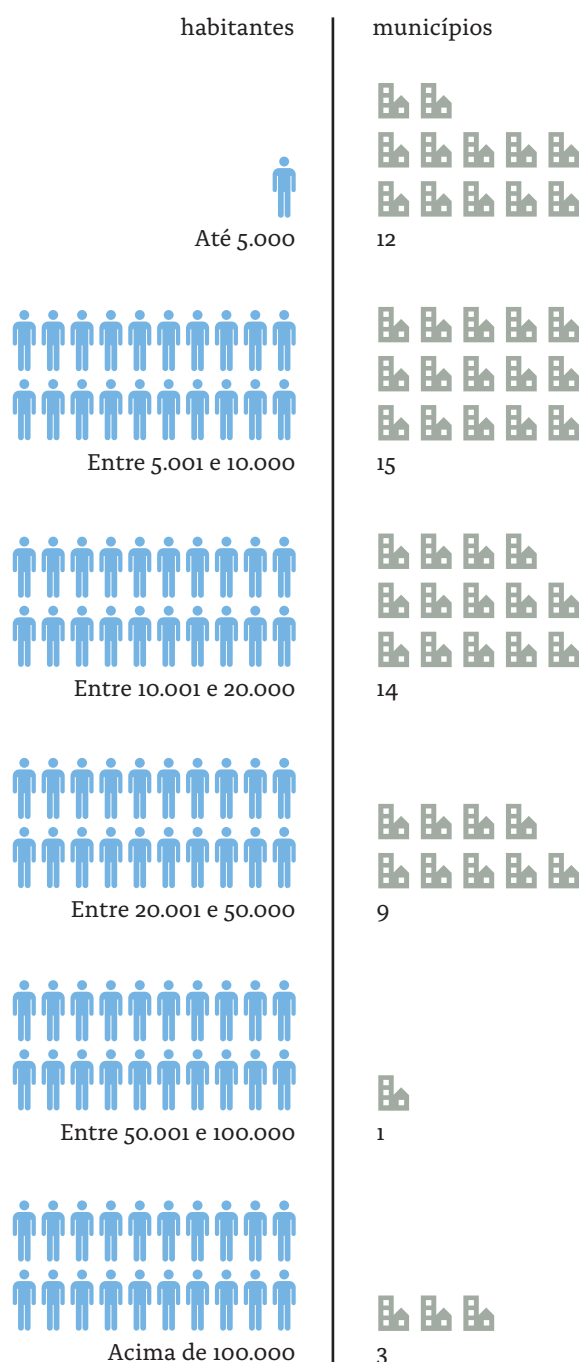 habitantes municípios
Até 5.000 12
Entre 5.001 e 10.000 15
Entre 10.001 e 20.000 14
Entre 20.001 e 50.000 9
Entre 50.001 e 100.000 1
Acima de 100.000 3